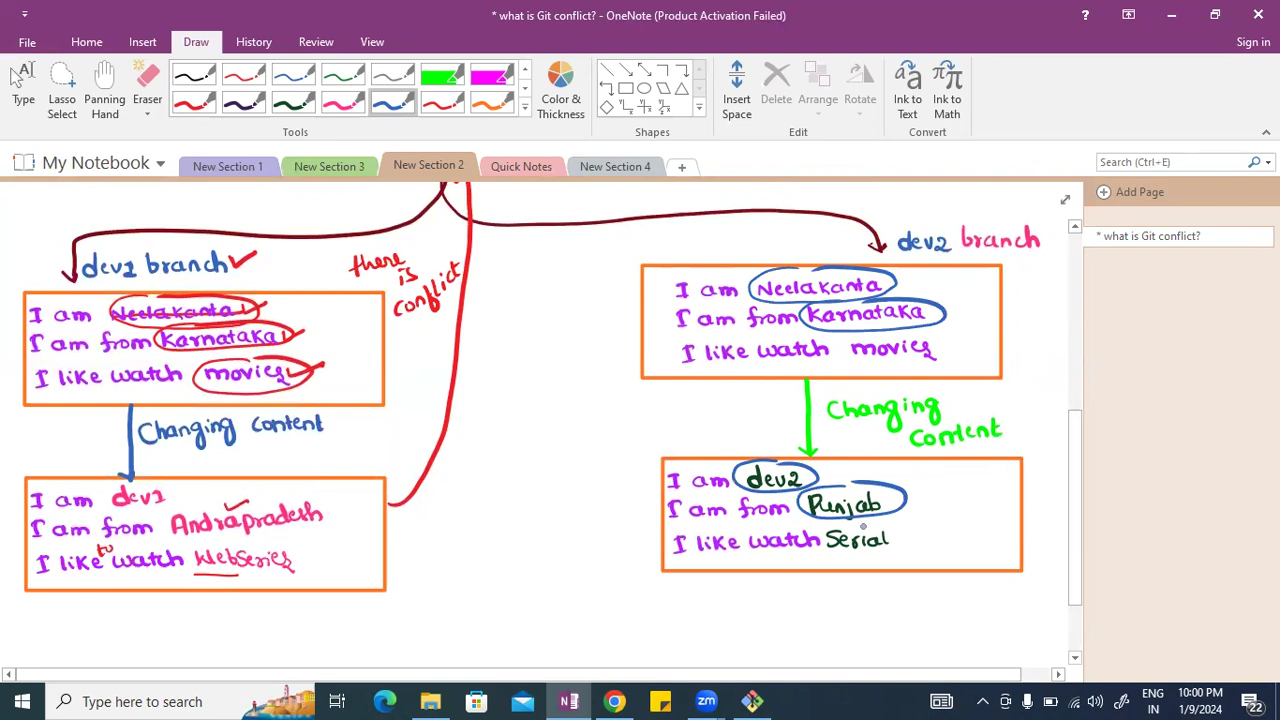 * what is Git conflict? - OneNote (Product Activation Failed)
File Home Insert Draw History Review View Sign in
Type
Lasso Select
Panning Hand
Eraser
Color & Thickness
Insert Space
Delete
Arrange
Rotate
Ink to Text
Ink to Math
Tools
Shapes
Edit
Convert
My Notebook
New Section 1
New Section 3
New Section 2
Quick Notes
New Section 4
Search (Ctrl+E)
Add Page
* what is Git conflict?
dev1 branch
there
is
conflict
dev2 branch
I am Neelakanta
I am from Karnataka
I like watch movies
Changing content
I am dev1
I am from Andrapradesh
I like to watch WebSeries
I am Neelakanta
I am from Karnataka
I like watch movies
Changing
content
I am dev2
I am from Punjab
I like watch Serial
Type here to search
zm
ENG
IN
10:00 PM
1/9/2024
22